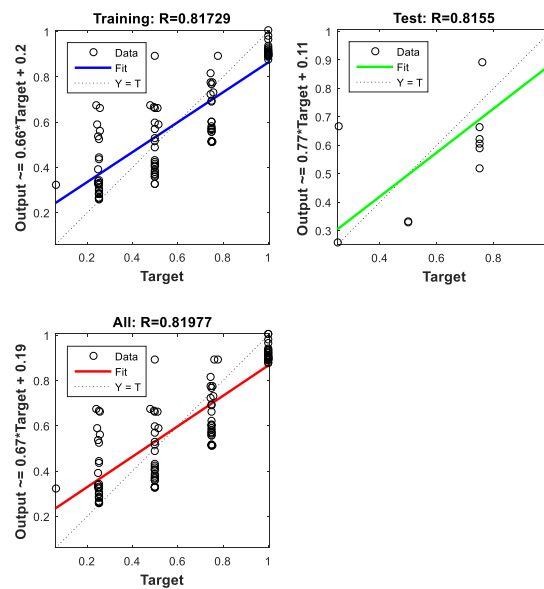 Training: R=0.81729
Output ~= 0.66*Target + 0.2
1
0.8
0.6
0.4
0.2
Data
Fit
Y = T
0.2 0.4 0.6 0.8 1
Target
Test: R=0.8155
Output ~= 0.77*Target + 0.11
1
0.9
0.8
0.7
0.6
0.5
0.4
0.3
Data
Fit
Y = T
0.4 0.6 0.8 1
Target
All: R=0.81977
Output ~= 0.67*Target + 0.19
1
0.8
0.6
0.4
0.2
Data
Fit
Y = T
0.2 0.4 0.6 0.8 1
Target